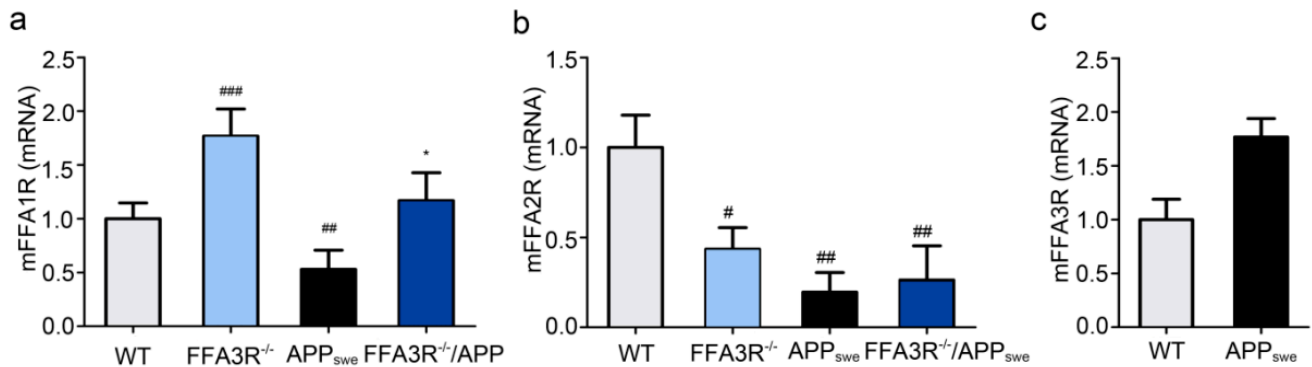 a
mFFA1R (mRNA)
2.5
2.0
1.5
1.0
0.5
0.0
###
##
*
WT
FFA3R-/-
APPswe
FFA3R-/-/APP
b
mFFA2R (mRNA)
1.5
1.0
0.5
0.0
#
##
##
WT
FFA3R-/-
APPswe
FFA3R-/-/APPswe
c
mFFA3R (mRNA)
2.5
2.0
1.5
1.0
0.5
0.0
WT
APPswe